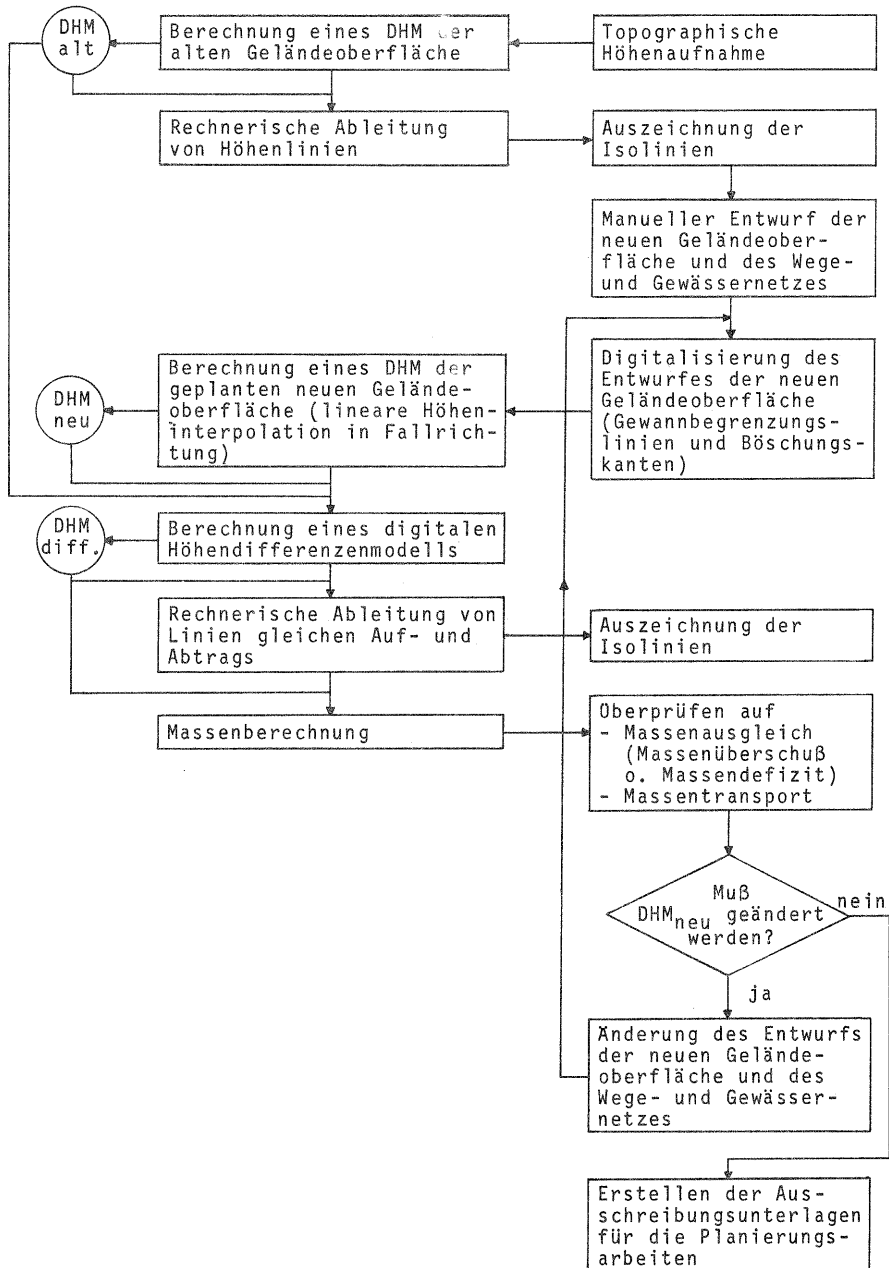 DHM
alt
Berechnung eines DHM der
alten Geländeoberfläche
Topographische
Höhenaufnahme
Rechnerische Ableitung
von Höhenlinien
Auszeichnung der
Isolinien
Manueller Entwurf der
neuen Geländeober-
fläche und des Wege-
und Gewässernetzes
Berechnung eines DHM der
geplanten neuen Gelände-
oberfläche (lineare Höhen-
interpolation in Fallrich-
tung)
DHM
neu
Digitalisierung des
Entwurfes der neuen
Geländeoberfläche
(Gewannbegrenzungs-
linien und Böschungs-
kanten)
DHM
diff.
Berechnung eines digitalen
Höhendifferenzenmodells
Rechnerische Ableitung von
Linien gleichen Auf- und
Abtrags
Auszeichnung der
Isolinien
Massenberechnung
Oberprüfen auf
- Massenausgleich
(Massenüberschuß
o. Massendefizit)
- Massentransport
Muß
DHM neu geändert
werden?
nein
ja
Änderung des Entwurfs
der neuen Gelände-
oberfläche und des
Wege- und Gewässer-
netzes
Erstellen der Aus-
schreibungsunterlagen
für die Planierungs-
arbeiten